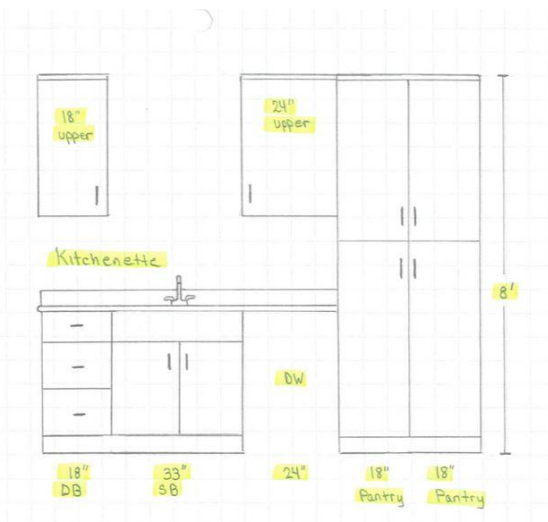 18"
upper
24"
upper
Kitchenette
8'
DW
18"
DB
33"
SB
24"
18"
Pantry
18"
Pantry